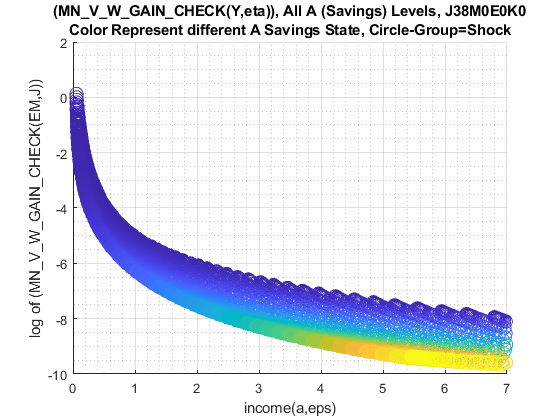 (MN_V_W_GAIN_CHECK(Y,eta)), All A (Savings) Levels, J38M0E0K0
Color Represent different A Savings State, Circle-Group=Shock
2
0
-2
-4
-6
-8
-10
log of (MN_V_W_GAIN_CHECK(EM,J))
0 1 2 3 4 5 6 7
income(a,eps)